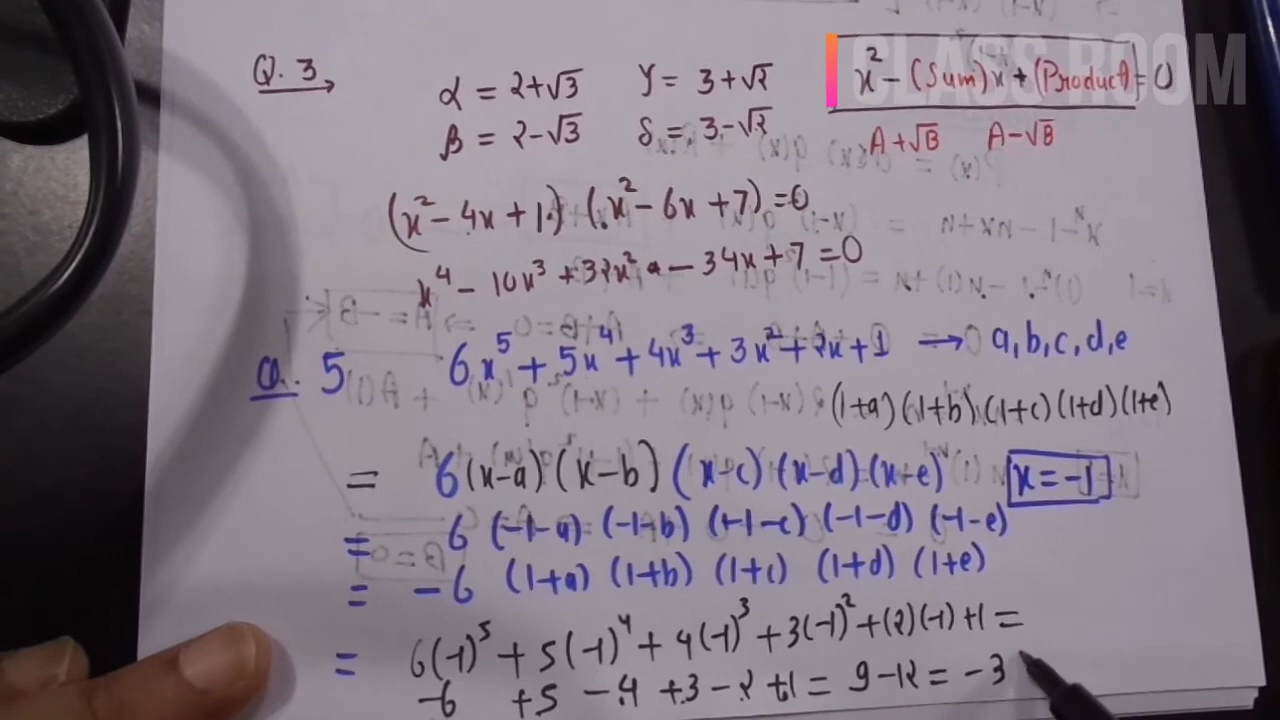 CLASS ROOM
Q. 3 →
α = 2+√3 γ = 3+√2
β = 2-√3 δ = 3-√2
x² - (Sum)x + (Product) = 0
A+√B A-√B
(x² - 4x + 1) (x² - 6x + 7) = 0
x⁴ - 10x³ + 32x² - 34x + 7 = 0
Q. 5 6x⁵ + 5x⁴ + 4x³ + 3x² + 2x + 1 → a, b, c, d, e
(1+a) (1+b) (1+c) (1+d) (1+e)
= 6 (x-a) (x-b) (x-c) (x-d) (x-e) x = -1
= 6 (-1-a) (-1-b) (-1-c) (-1-d) (-1-e)
= -6 (1+a) (1+b) (1+c) (1+d) (1+e)
= 6(-1)⁵ + 5(-1)⁴ + 4(-1)³ + 3(-1)² + (2)(-1) + 1 =
-6 +5 -4 +3 -2 +1 = 9-12 = -3